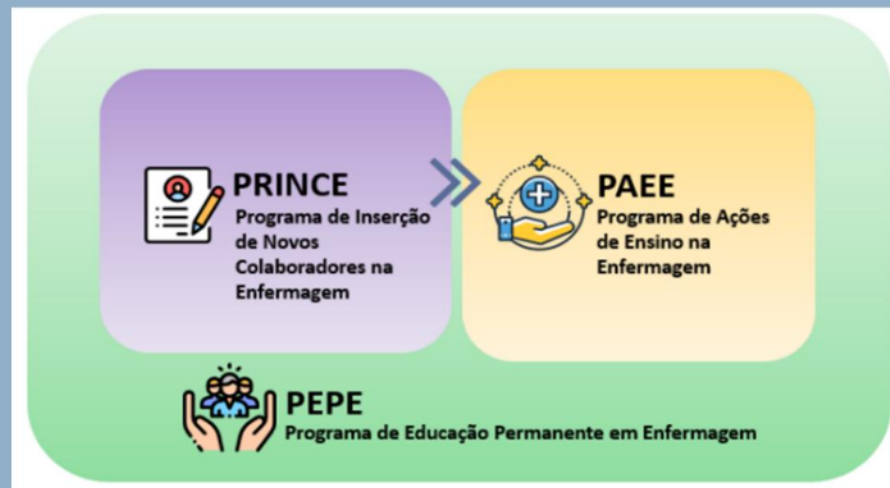 PRINCE
Programa de Inserção
de Novos
Colaboradores na
Enfermagem
PAEE
Programa de Ações
de Ensino na
Enfermagem
PEPE
Programa de Educação Permanente em Enfermagem